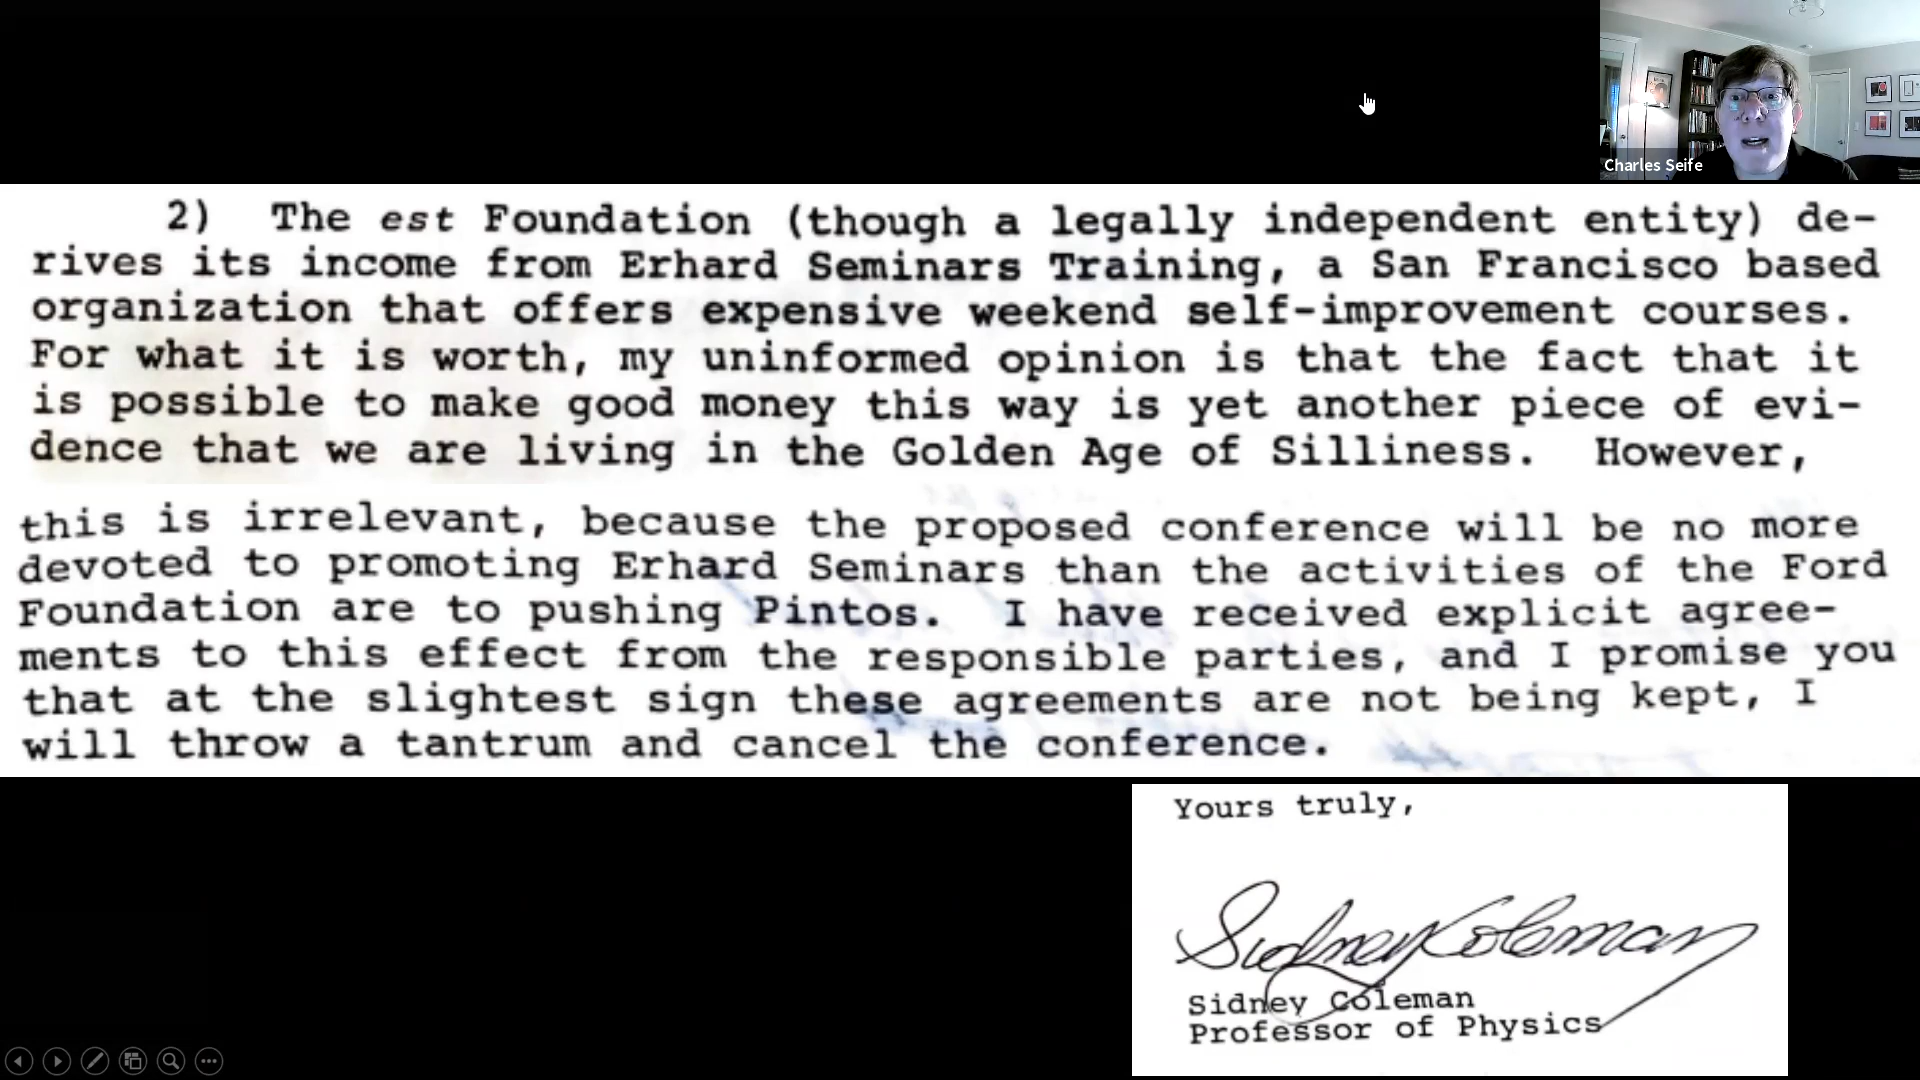 Charles Seife
2) The est Foundation (though a legally independent entity) de-
rives its income from Erhard Seminars Training, a San Francisco based
organization that offers expensive weekend self-improvement courses.
For what it is worth, my uninformed opinion is that the fact that it
is possible to make good money this way is yet another piece of evi-
dence that we are living in the Golden Age of Silliness. However,
this is irrelevant, because the proposed conference will be no more
devoted to promoting Erhard Seminars than the activities of the Ford
Foundation are to pushing Pintos. I have received explicit agree-
ments to this effect from the responsible parties, and I promise you
that at the slightest sign these agreements are not being kept, I
will throw a tantrum and cancel the conference.
Yours truly,
Sidney Coleman
Sidney Coleman
Professor of Physics